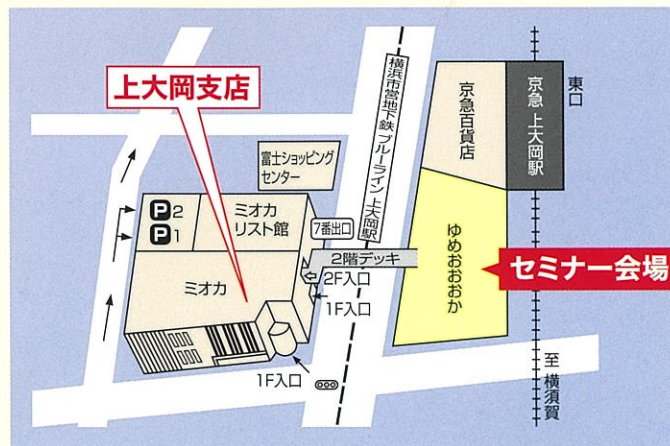 上大岡支店
富士ショッピング
センター
P2
P1
ミオカ
リスト館
ミオカ
7番出口
2階デッキ
2F入口
1F入口
1F入口
横浜市営地下鉄 ブルーライン 上大岡駅
京急百貨店
京急 上大岡駅
東口
ゆめおおおか
セミナー会場
至 横須賀